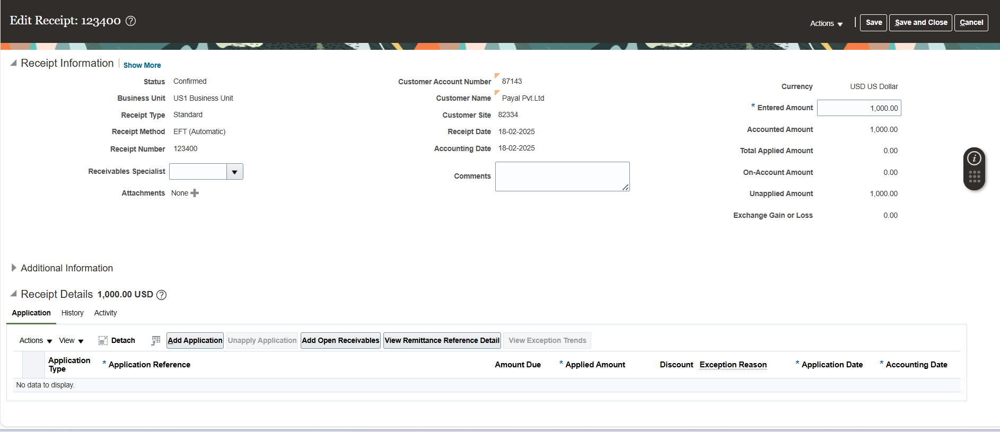 Edit Receipt: 123400 ?
Actions Save Save and Close Cancel
Receipt Information Show More
Status Confirmed
Business Unit US1 Business Unit
Receipt Type Standard
Receipt Method EFT (Automatic)
Receipt Number 123400
Receivables Specialist
Attachments None
Customer Account Number 87143
Customer Name Payal Pvt.Ltd
Customer Site 82334
Receipt Date 18-02-2025
Accounting Date 18-02-2025
Comments
Currency USD US Dollar
* Entered Amount 1,000.00
Accounted Amount 1,000.00
Total Applied Amount 0.00
On-Account Amount 0.00
Unapplied Amount 1,000.00
Exchange Gain or Loss 0.00
i
Additional Information
Receipt Details 1,000.00 USD ?
Application History Activity
Actions View Detach Add Application Unapply Application Add Open Receivables View Remittance Reference Detail View Exception Trends
Application Type * Application Reference Amount Due * Applied Amount Discount Exception Reason * Application Date * Accounting Date
No data to display.